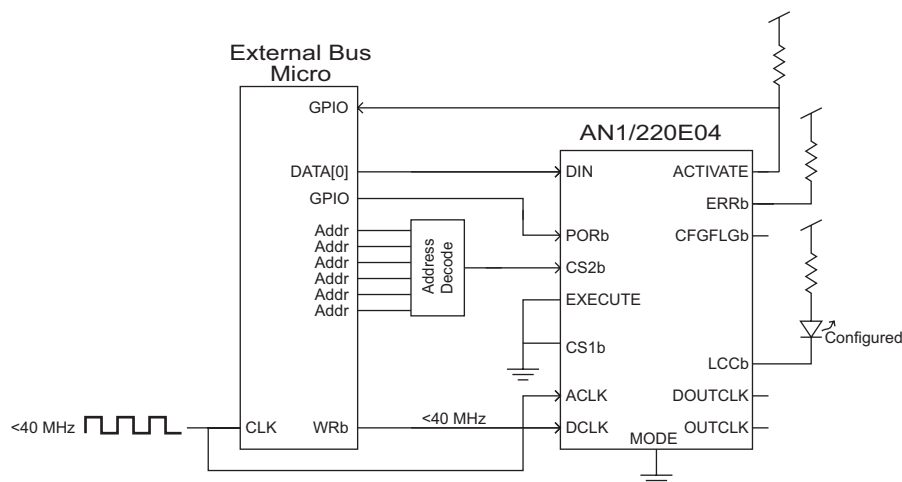 External Bus
Micro
GPIO
AN1/220E04
DATA[0]
DIN
ACTIVATE
GPIO
ERRb
Addr
Addr
Addr
Addr
Addr
Addr
Address
Decode
PORb
CFGFLGb
CS2b
EXECUTE
CS1b
Configured
LCCb
ACLK
DOUTCLK
<40 MHz
CLK
WRb
<40 MHz
DCLK
OUTCLK
MODE